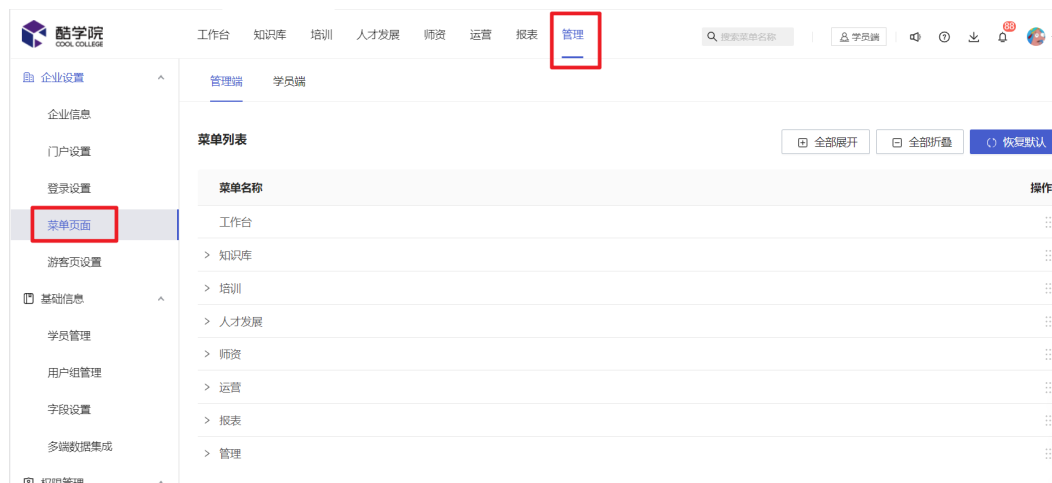 酷学院
COOL COLLEGE
工作台 知识库 培训 人才发展 师资 运营 报表 管理 搜索菜单名称 学员端 88
企业设置
企业信息
门户设置
登录设置
菜单页面
游客页设置
基础信息
学员管理
用户组管理
字段设置
多端数据集成
权限管理
管理端 学员端
菜单列表 全部展开 全部折叠 恢复默认
菜单名称 操作
工作台
知识库
培训
人才发展
师资
运营
报表
管理